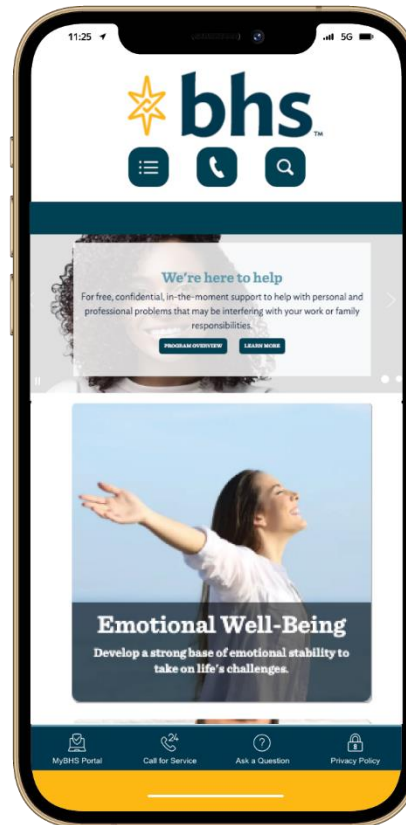 11:25
5G
bhs™
We're here to help
For free, confidential, in-the-moment support to help with personal and
professional problems that may be interfering with your work or family
responsibilities.
PROGRAM OVERVIEW LEARN MORE
Emotional Well-Being
Develop a strong base of emotional stability to
take on life's challenges.
24
MyBHS Portal Call for Service Ask a Question Privacy Policy